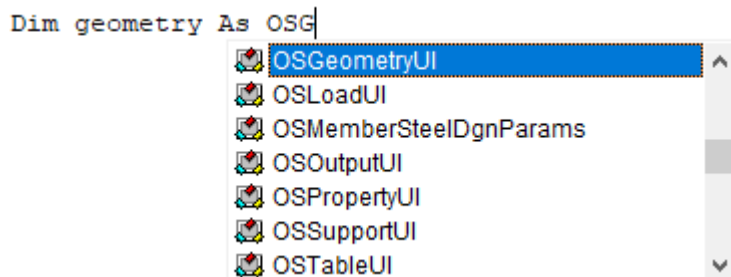 Dim geometry As OSG
OSGeometryUI
OSLoadUI
OSMemberSteelDgnParams
OSOutputUI
OSPropertyUI
OSSupportUI
OSTableUI